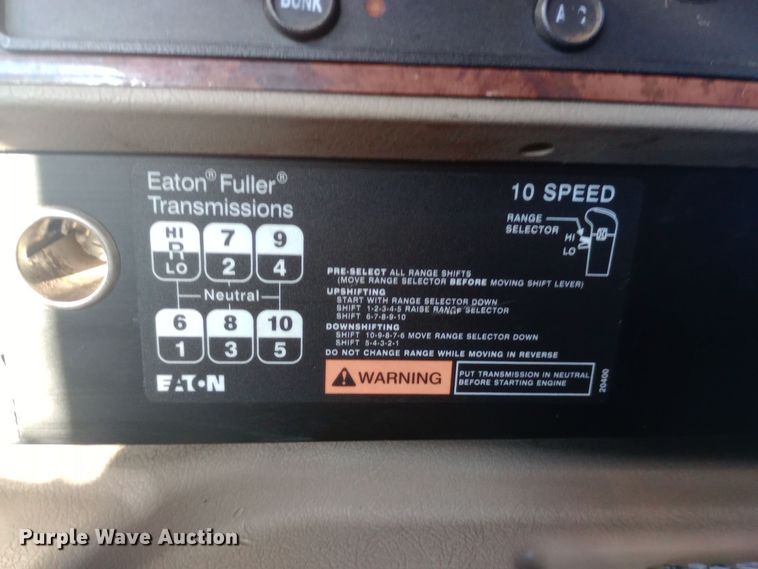 BUNK
A/C
Eaton® Fuller®
Transmissions
HI 7 9
R
LO 2 4
Neutral
6 8 10
1 3 5
EATON
10 SPEED
RANGE
SELECTOR
HI
LO
PRE-SELECT ALL RANGE SHIFTS
(MOVE RANGE SELECTOR BEFORE MOVING SHIFT LEVER)
UPSHIFTING
START WITH RANGE SELECTOR DOWN
SHIFT 1-2-3-4-5 RAISE RANGE SELECTOR
SHIFT 6-7-8-9-10
DOWNSHIFTING
SHIFT 10-9-8-7-6 MOVE RANGE SELECTOR DOWN
SHIFT 5-4-3-2-1
DO NOT CHANGE RANGE WHILE MOVING IN REVERSE
WARNING
PUT TRANSMISSION IN NEUTRAL
BEFORE STARTING ENGINE
20400
Purple Wave Auction